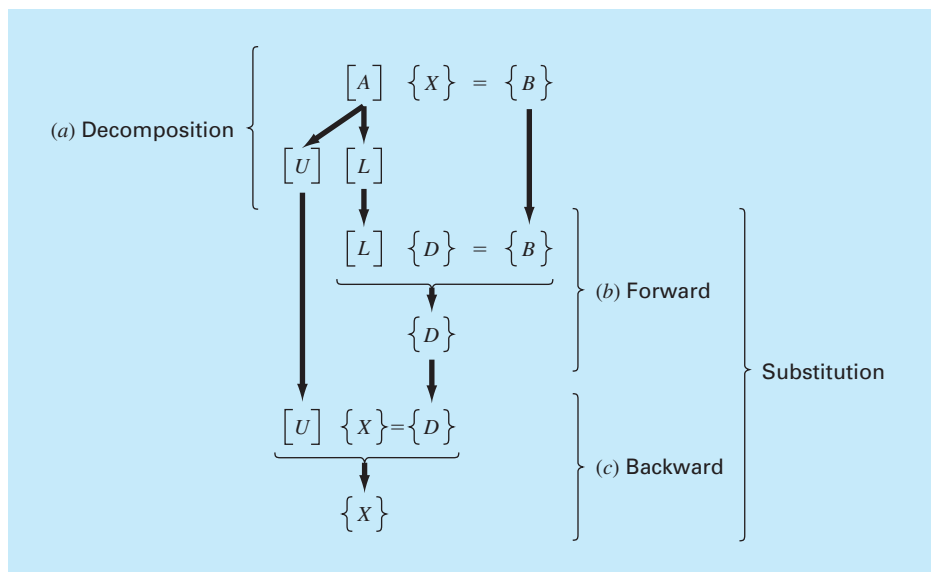 [A] {X} = {B}
(a) Decomposition
[U] [L]
[L] {D} = {B}
(b) Forward
{D}
Substitution
[U] {X}={D}
(c) Backward
{X}